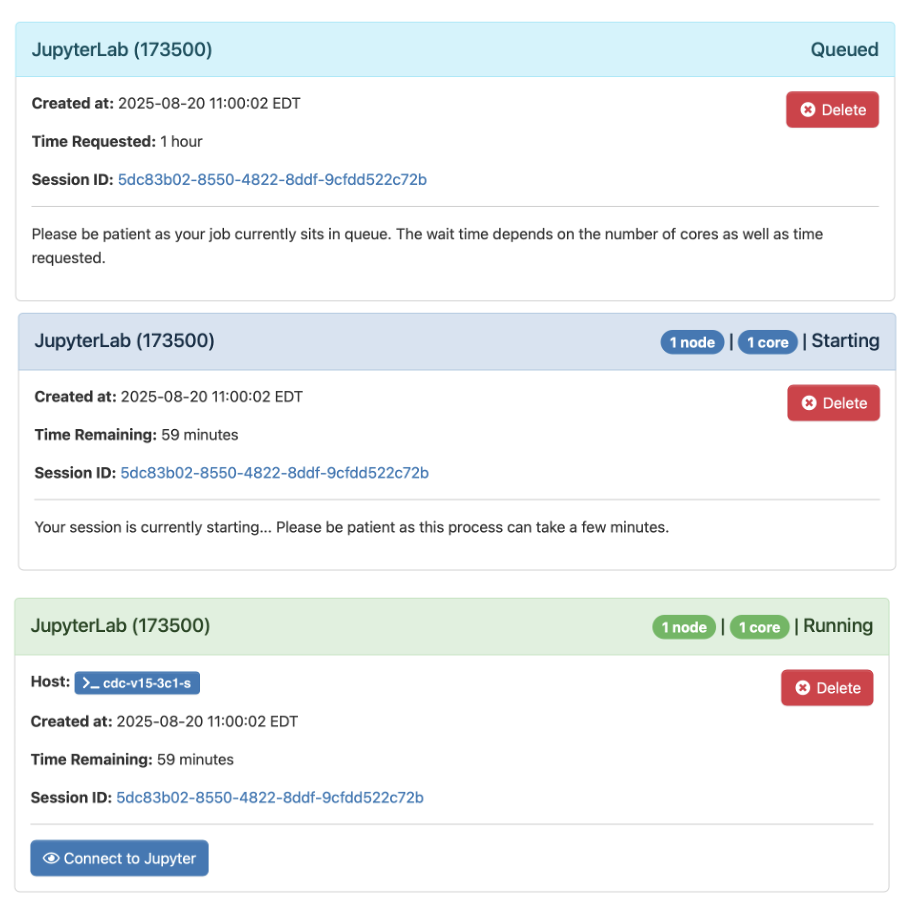 JupyterLab (173500) Queued
Created at: 2025-08-20 11:00:02 EDT
Delete
Time Requested: 1 hour
Session ID: 5dc83b02-8550-4822-8ddf-9cfdd522c72b
Please be patient as your job currently sits in queue. The wait time depends on the number of cores as well as time
requested.
JupyterLab (173500) 1 node | 1 core | Starting
Created at: 2025-08-20 11:00:02 EDT
Delete
Time Remaining: 59 minutes
Session ID: 5dc83b02-8550-4822-8ddf-9cfdd522c72b
Your session is currently starting... Please be patient as this process can take a few minutes.
JupyterLab (173500) 1 node | 1 core | Running
Host: >_ cdc-v15-3c1-s
Delete
Created at: 2025-08-20 11:00:02 EDT
Time Remaining: 59 minutes
Session ID: 5dc83b02-8550-4822-8ddf-9cfdd522c72b
Connect to Jupyter